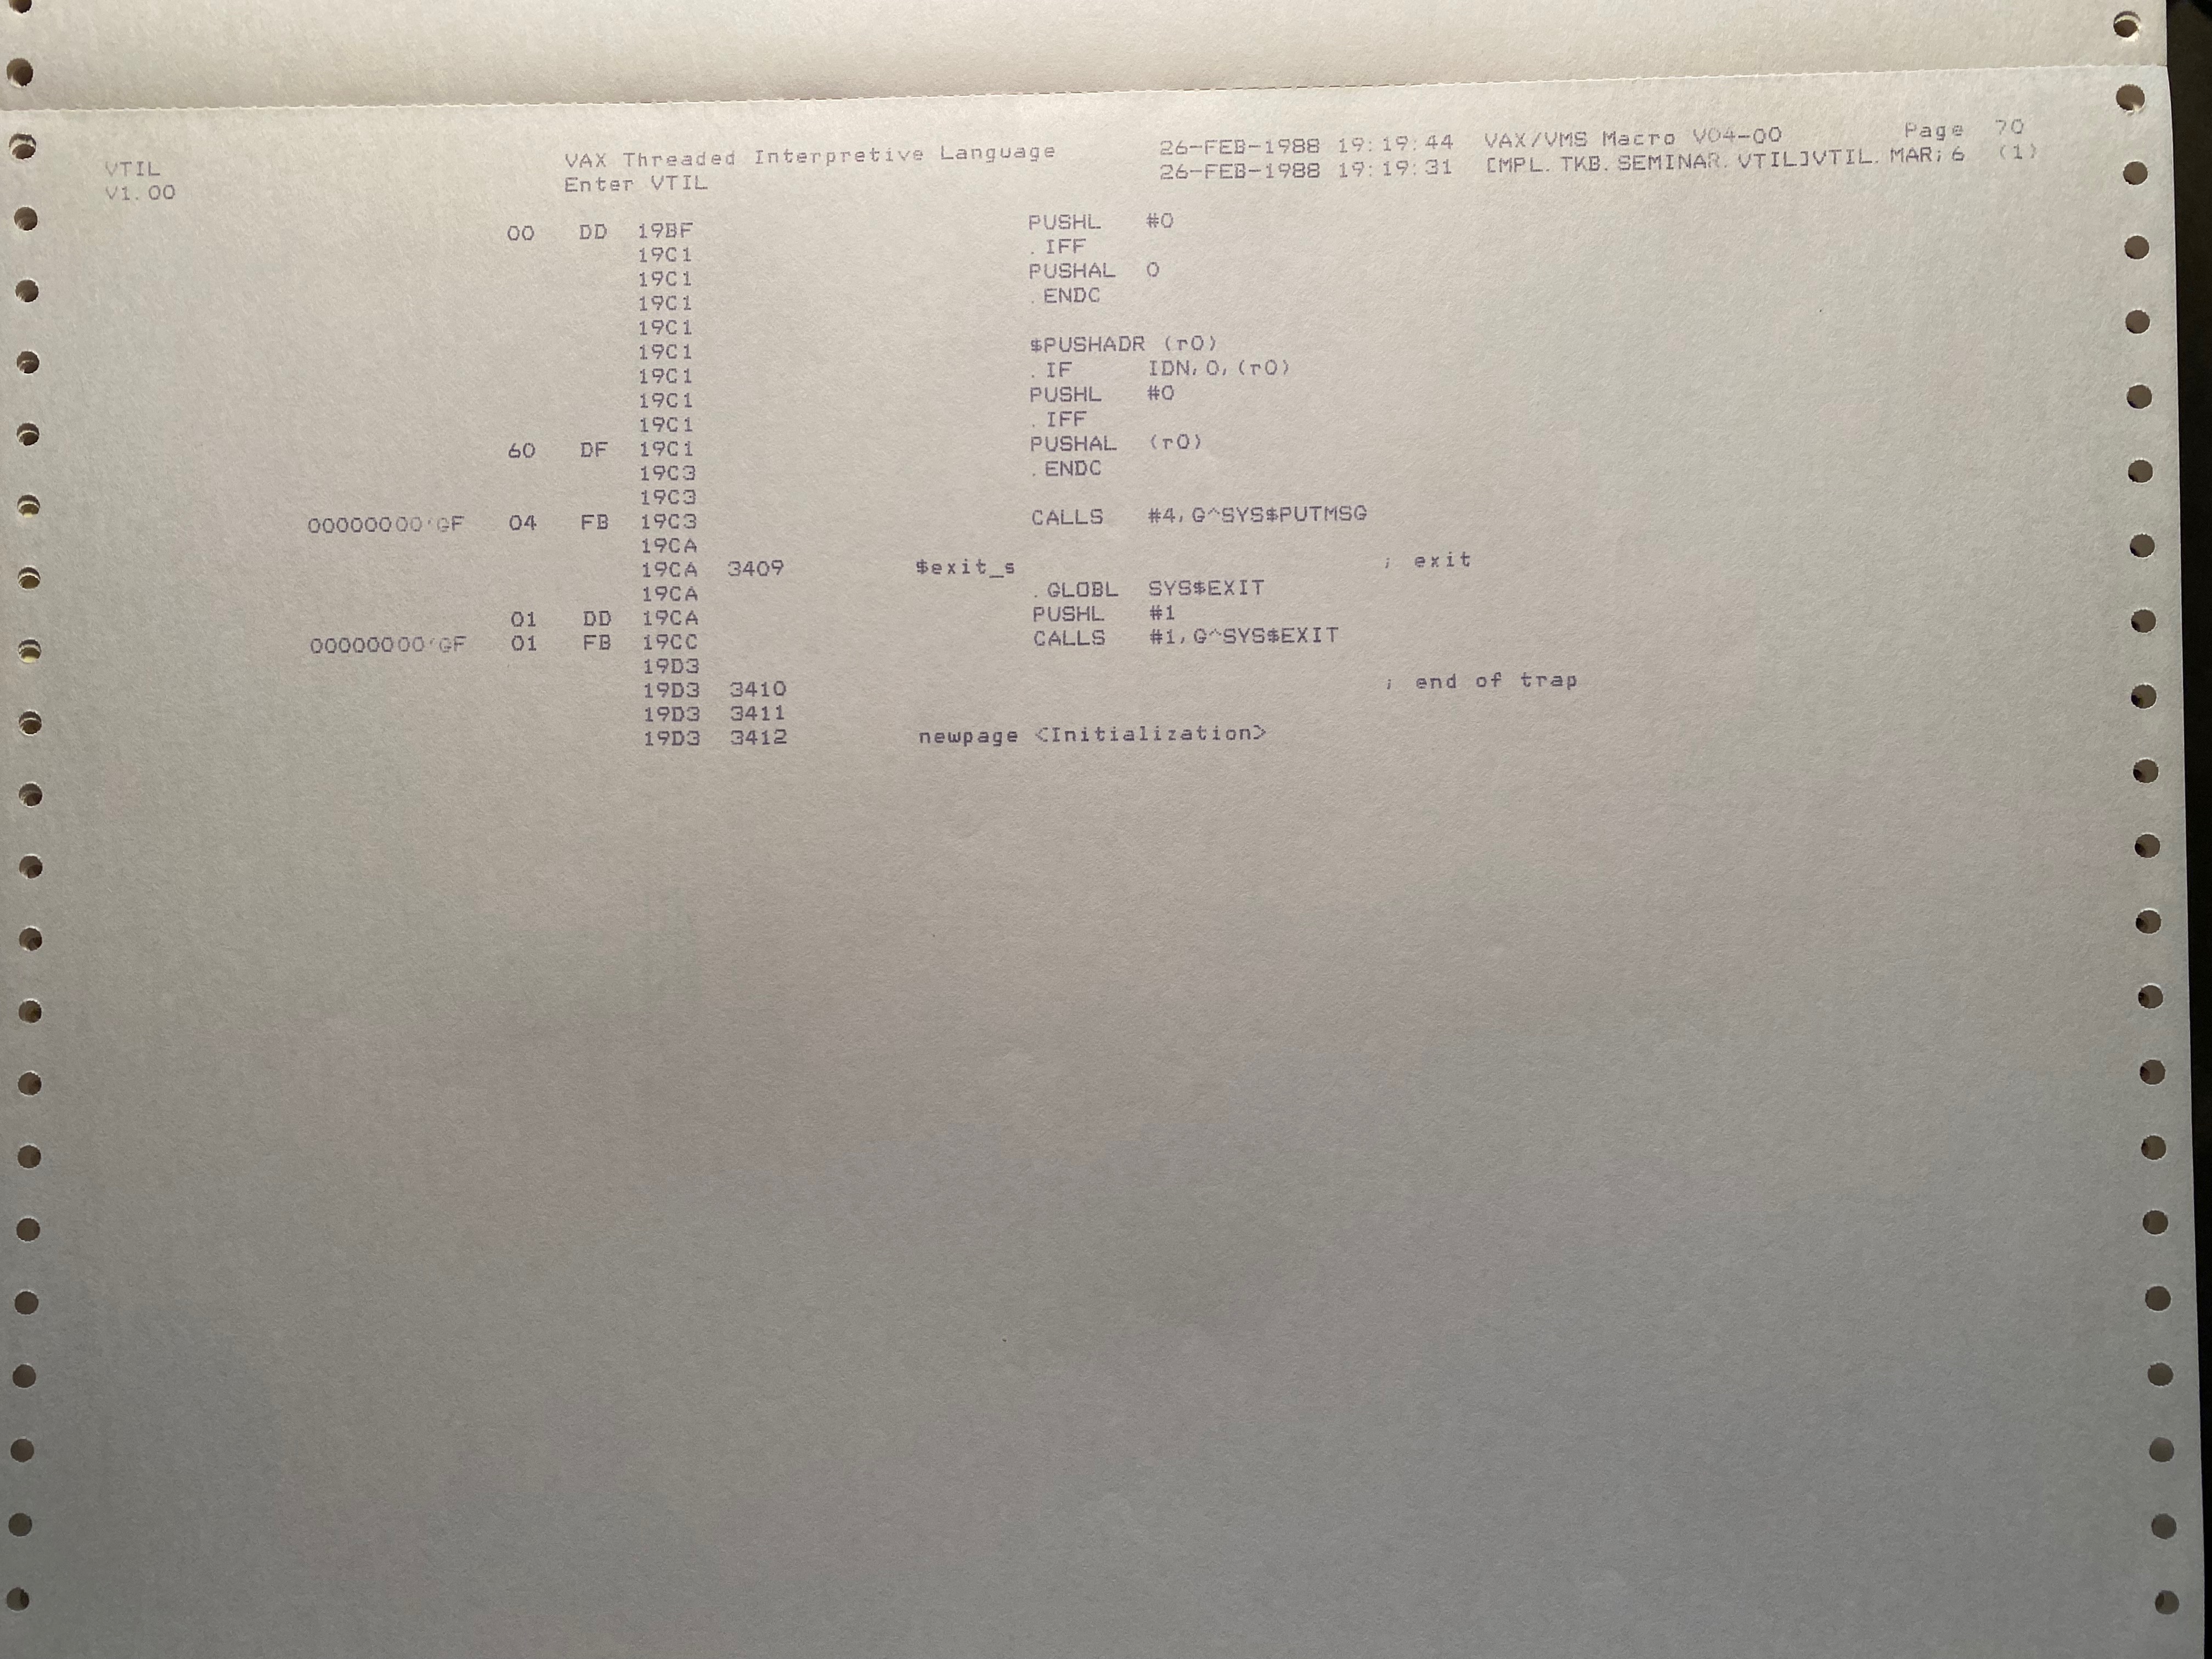 VTIL VAX Threaded Interpretive Language 26-FEB-1988 19:19:44 VAX/VMS Macro V04-00 Page 70
V1.00 Enter VTIL 26-FEB-1988 19:19:31 [MPL.TKB.SEMINAR.VTIL]VTIL.MAR;6 (1)
00 DD 19BF PUSHL #0
19C1 .IFF
19C1 PUSHAL 0
19C1 .ENDC
19C1
19C1 $PUSHADR (r0)
19C1 .IF IDN,0,(r0)
19C1 PUSHL #0
19C1 .IFF
60 DF 19C1 PUSHAL (r0)
19C3 .ENDC
19C3
00000000'GF 04 FB 19C3 CALLS #4,G^SYS$PUTMSG
19CA
19CA 3409 $exit_s ; exit
19CA .GLOBL SYS$EXIT
01 DD 19CA PUSHL #1
00000000'GF 01 FB 19CC CALLS #1,G^SYS$EXIT
19D3
19D3 3410 ; end of trap
19D3 3411
19D3 3412 newpage <Initialization>